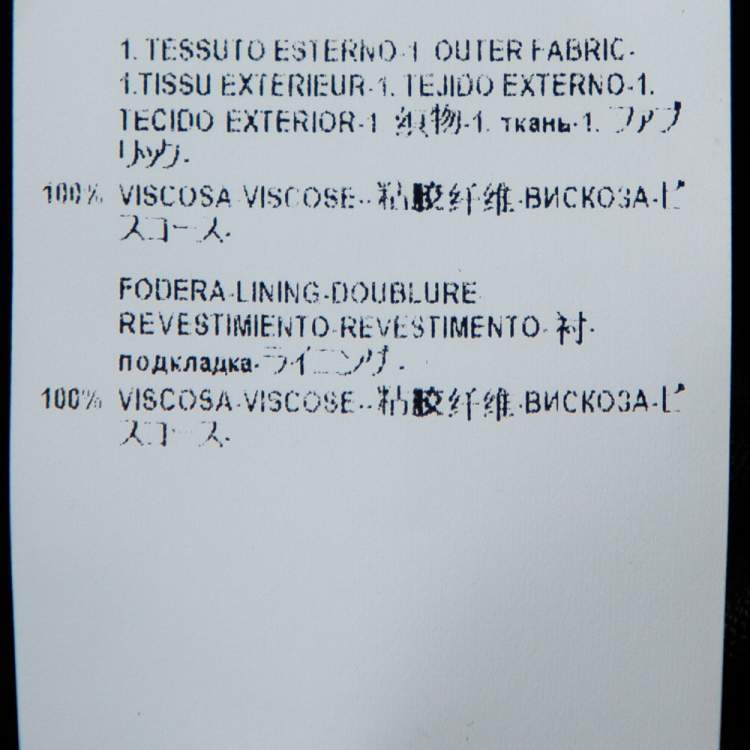 1. TESSUTO ESTERNO-1 OUTER FABRIC-
1.TISSU EXTERIEUR-1. TEJIDO EXTERNO-1.
TECIDO EXTERIOR-1 织物-1. ткань-1. ファブ
リック-
100% VISCOSA-VISCOSE--粘胶纤维-ВИСКОЗА-ビ
スコース-
FODERA-LINING-DOUBLURE
REVESTIMIENTO-REVESTIMENTO-衬-
подкладка-ライニング-
100% VISCOSA-VISCOSE--粘胶纤维-ВИСКОЗА-ビ
スコース-